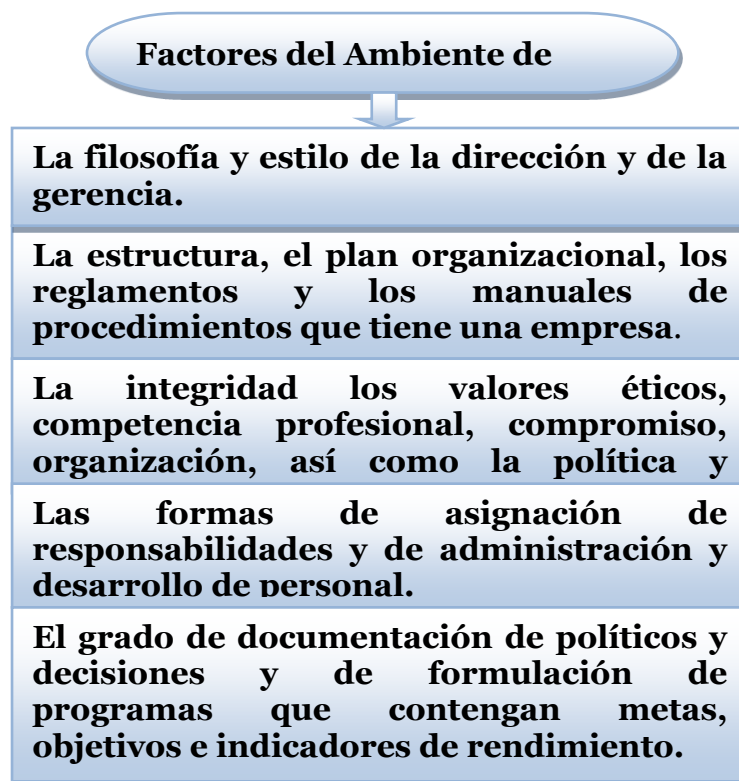 Factores del Ambiente de
La filosofía y estilo de la dirección y de la
gerencia.
La estructura, el plan organizacional, los
reglamentos y los manuales de
procedimientos que tiene una empresa.
La integridad los valores éticos,
competencia profesional, compromiso,
organización, así como la política y
Las formas de asignación de
responsabilidades y de administración y
desarrollo de personal.
El grado de documentación de políticos y
decisiones y de formulación de
programas que contengan metas,
objetivos e indicadores de rendimiento.